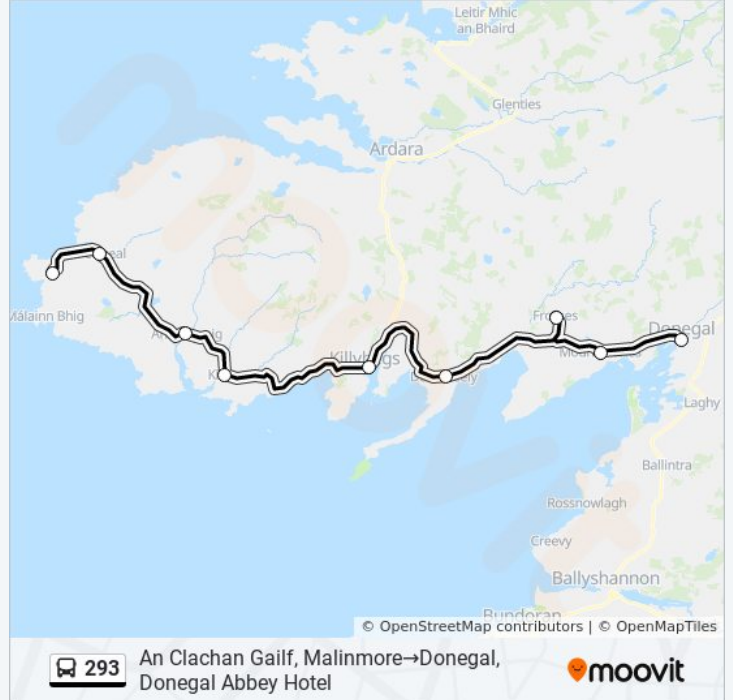 Leitir Mhic
an Bhaird
Glenties
Ardara
Málainn Bhig
Killybegs
Donegal
Laghy
Ballintra
Rossnowlagh
Creevy
Ballyshannon
Bundoran
© OpenStreetMap contributors | © OpenMapTiles
293
An Clachan Gailf, Malinmore→Donegal,
Donegal Abbey Hotel
moovit